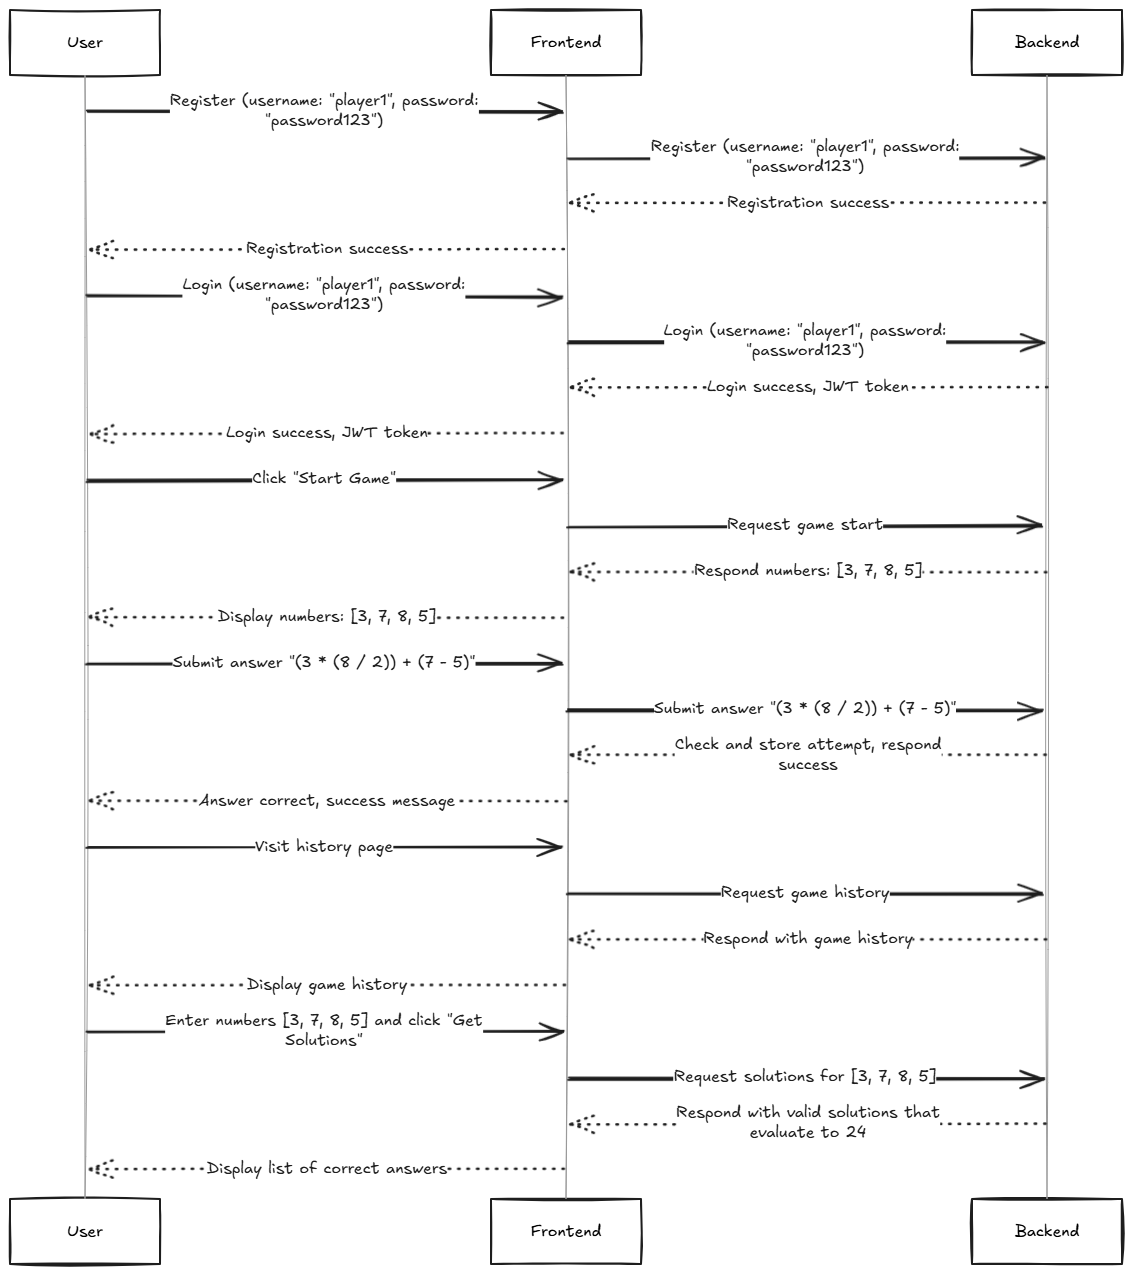 User
Frontend
Backend
Register (username: "player1", password:
"password123")
Register (username: "player1", password:
"password123")
Registration success
Registration success
Login (username: "player1", password:
"password123")
Login (username: "player1", password:
"password123")
Login success, JWT token
Login success, JWT token
Click "Start Game"
Request game start
Respond numbers: [3, 7, 8, 5]
Display numbers: [3, 7, 8, 5]
Submit answer "(3 * (8 / 2)) + (7 - 5)"
Submit answer "(3 * (8 / 2)) + (7 - 5)"
Check and store attempt, respond
success
Answer correct, success message
Visit history page
Request game history
Respond with game history
Display game history
Enter numbers [3, 7, 8, 5] and click "Get
Solutions"
Request solutions for [3, 7, 8, 5]
Respond with valid solutions that
evaluate to 24
Display list of correct answers
User
Frontend
Backend